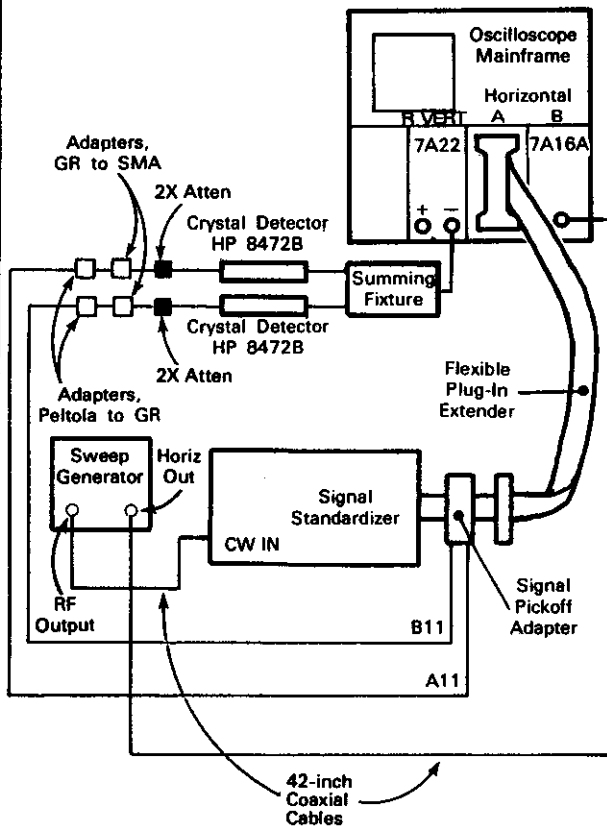 Oscilloscope
Mainframe
Horizontal
R VERT A B
7A22 7A16A
+ −
Adapters,
GR to SMA
2X Atten
Crystal Detector
HP 8472B
Summing
Fixture
Crystal Detector
HP 8472B
2X Atten
Adapters,
Peltola to GR
Flexible
Plug-In
Extender
Sweep
Generator
Horiz
Out
Signal
Standardizer
CW IN
RF
Output
Signal
Pickoff
Adapter
B11
A11
42-inch
Coaxial
Cables